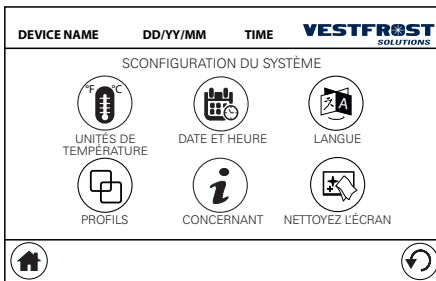 DEVICE NAME DD/YY/MM TIME VESTFROST
SOLUTIONS
SCONFIGURATION DU SYSTÈME
°F °C
UNITÉS DE
TEMPÉRATURE
DATE ET HEURE
LANGUE
PROFILS
CONCERNANT
NETTOYEZ L'ÉCRAN